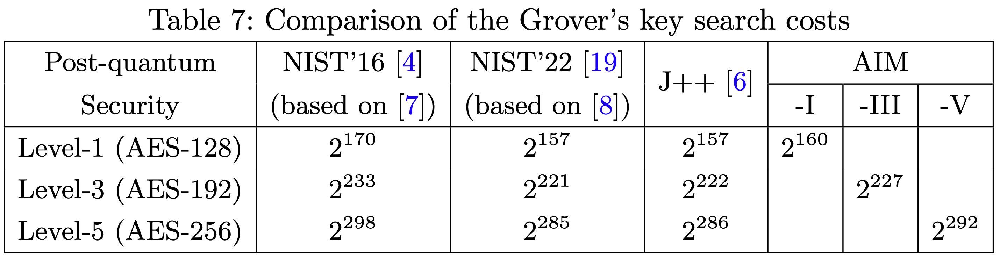 Table 7: Comparison of the Grover's key search costs
Post-quantum Security NIST'16 [4] (based on [7]) NIST'22 [19] (based on [8]) J++ [6] AIM
-I -III -V
Level-1 (AES-128) 2^170 2^157 2^157 2^160
Level-3 (AES-192) 2^233 2^221 2^222 2^227
Level-5 (AES-256) 2^298 2^285 2^286 2^292